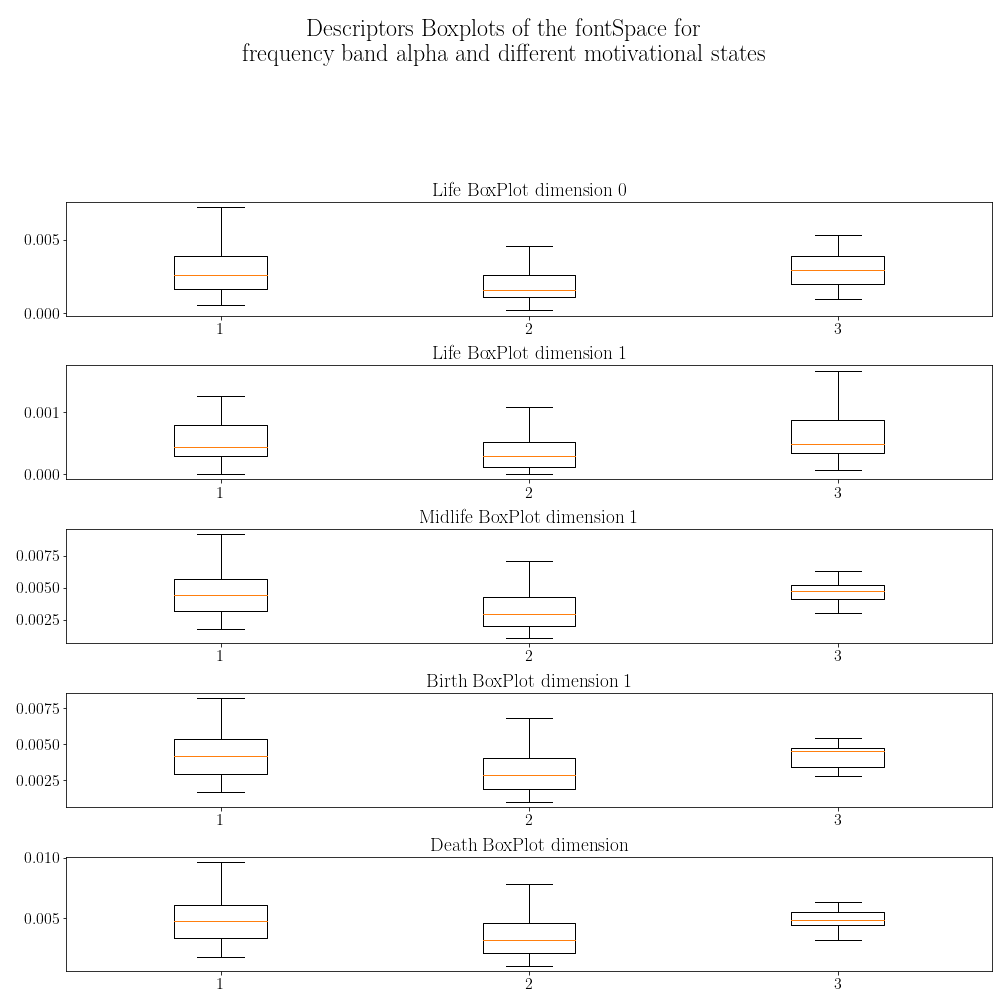 Descriptors Boxplots of the fontSpace for
frequency band alpha and different motivational states
Life BoxPlot dimension 0
0.005
0.000
1 2 3
Life BoxPlot dimension 1
0.001
0.000
1 2 3
Midlife BoxPlot dimension 1
0.0075
0.0050
0.0025
1 2 3
Birth BoxPlot dimension 1
0.0075
0.0050
0.0025
1 2 3
Death BoxPlot dimension
0.010
0.005
1 2 3